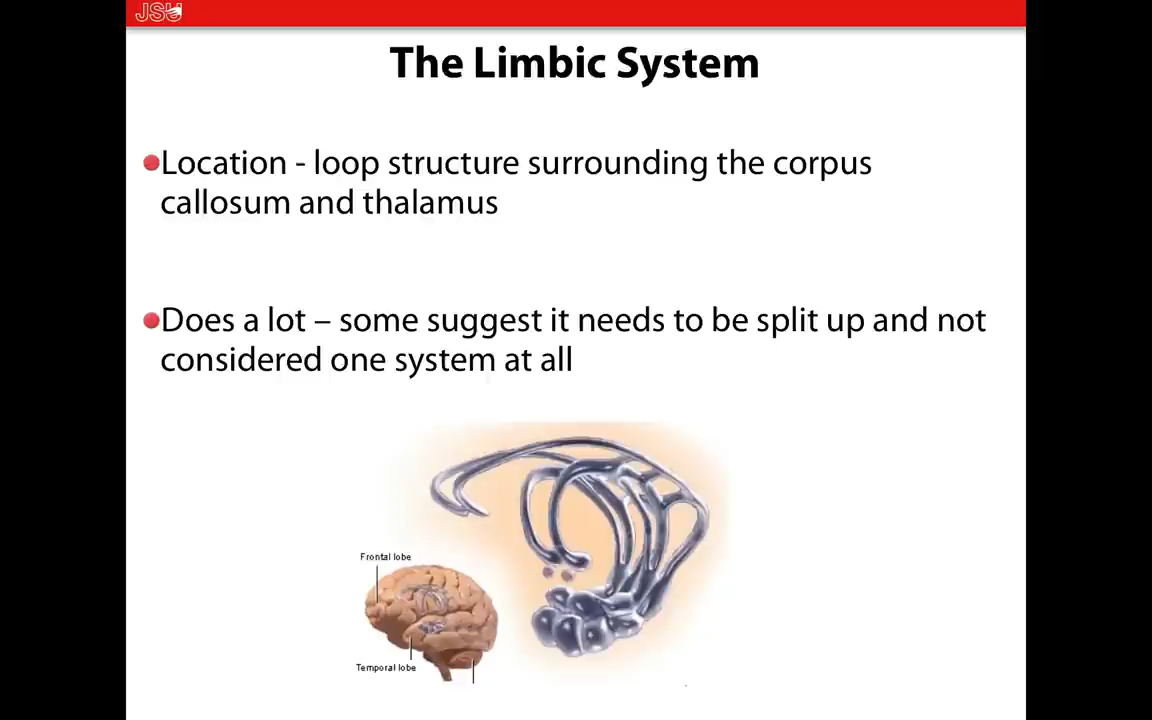 JSU
The Limbic System
Location - loop structure surrounding the corpus
callosum and thalamus
Does a lot – some suggest it needs to be split up and not
considered one system at all
Frontal lobe
Temporal lobe